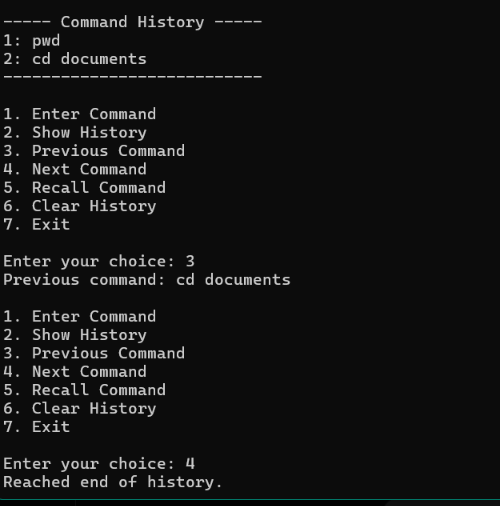 ----- Command History -----
1: pwd
2: cd documents
---------------------------
1. Enter Command
2. Show History
3. Previous Command
4. Next Command
5. Recall Command
6. Clear History
7. Exit
Enter your choice: 3
Previous command: cd documents
1. Enter Command
2. Show History
3. Previous Command
4. Next Command
5. Recall Command
6. Clear History
7. Exit
Enter your choice: 4
Reached end of history.